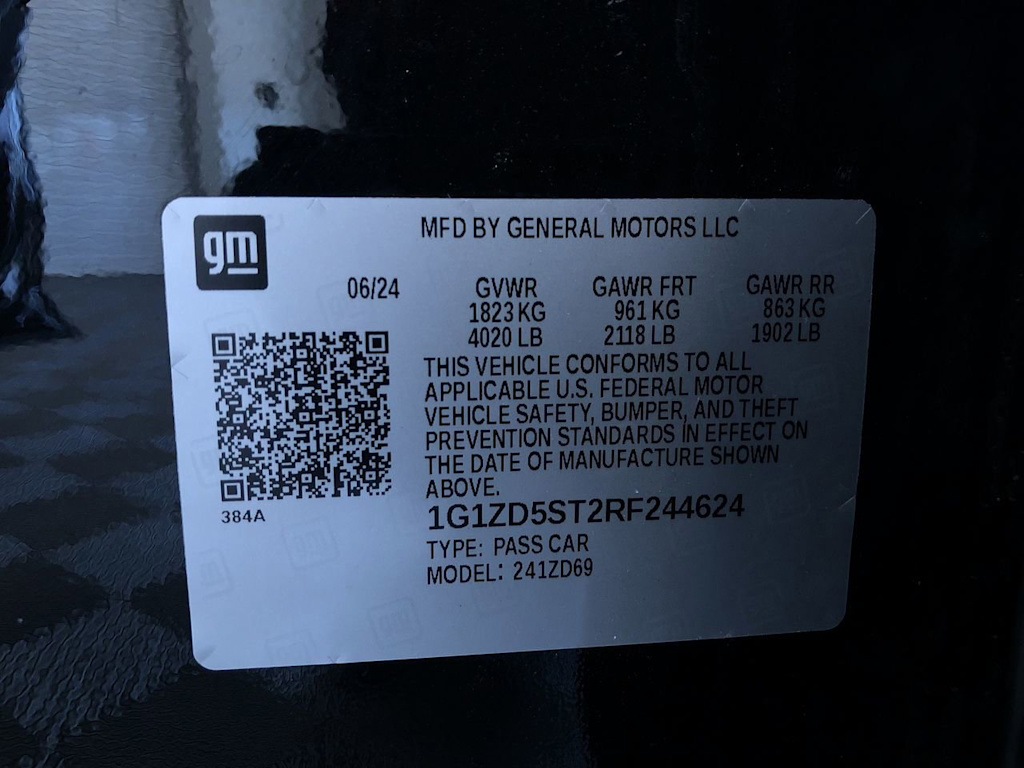 gm
MFD BY GENERAL MOTORS LLC
06/24 GVWR GAWR FRT GAWR RR
1823 KG 961 KG 863 KG
4020 LB 2118 LB 1902 LB
THIS VEHICLE CONFORMS TO ALL
APPLICABLE U.S. FEDERAL MOTOR
VEHICLE SAFETY, BUMPER, AND THEFT
PREVENTION STANDARDS IN EFFECT ON
THE DATE OF MANUFACTURE SHOWN
ABOVE.
384A
1G1ZD5ST2RF244624
TYPE: PASS CAR
MODEL: 241ZD69